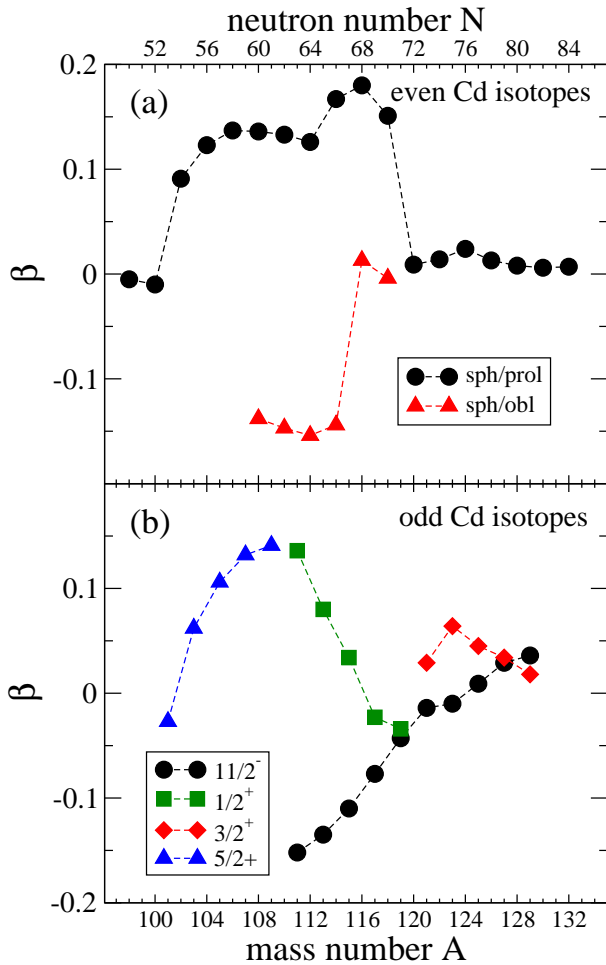 neutron number N
52 56 60 64 68 72 76 80 84
0.2
(a)
even Cd isotopes
0.1
β
0
sph/prol
-0.1
sph/obl
(b)
odd Cd isotopes
0.1
β
0
11/2⁻
1/2⁺
-0.1
3/2⁺
5/2+
-0.2
100 104 108 112 116 120 124 128 132
mass number A